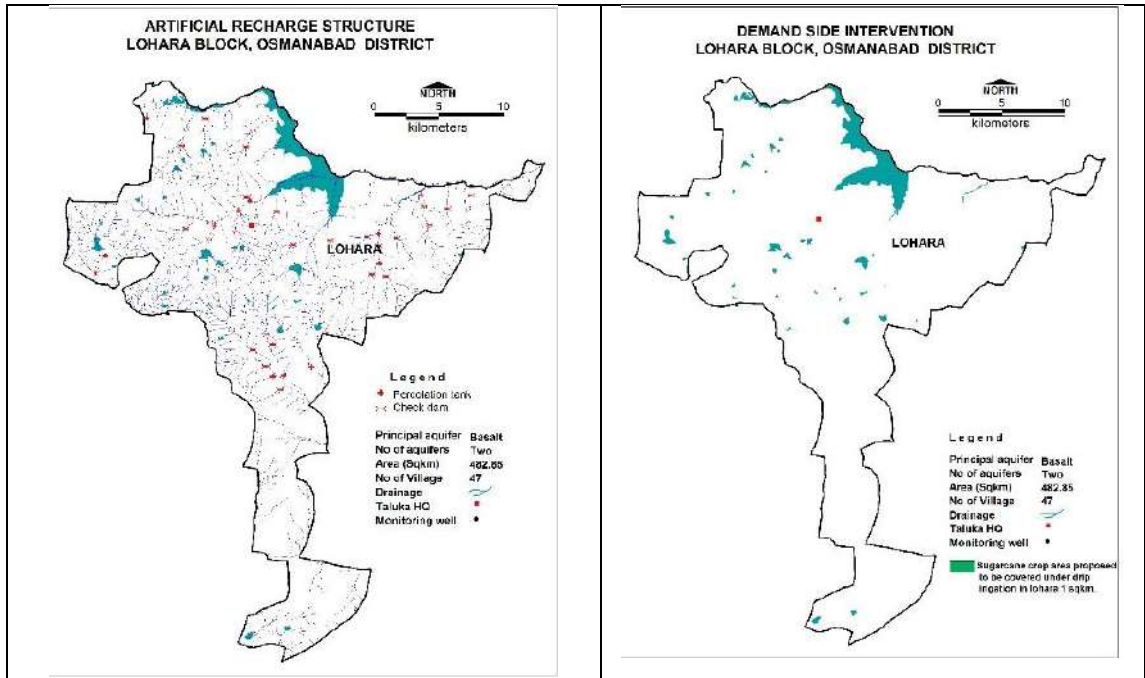 ARTIFICIAL RECHARGE STRUCTURE
LOHARA BLOCK, OSMANABAD DISTRICT
NORTH
0 5 10
kilometers
LOHARA
Legend
Percolation tank
Check dam
Principal aquifer Basalt
No of aquifers Two
Area (Sqkm) 482.85
No of Village 47
Drainage
Taluka HQ
Monitoring well
DEMAND SIDE INTERVENTION
LOHARA BLOCK, OSMANABAD DISTRICT
NORTH
0 5 10
kilometers
LOHARA
Legend
Principal aquifer Basalt
No of aquifers Two
Area (Sqkm) 482.85
No of Village 47
Drainage
Taluka HQ
Monitoring well
Sugarcane crop area proposed
to be covered under drip
irrigation in lohara 1 sqkm.